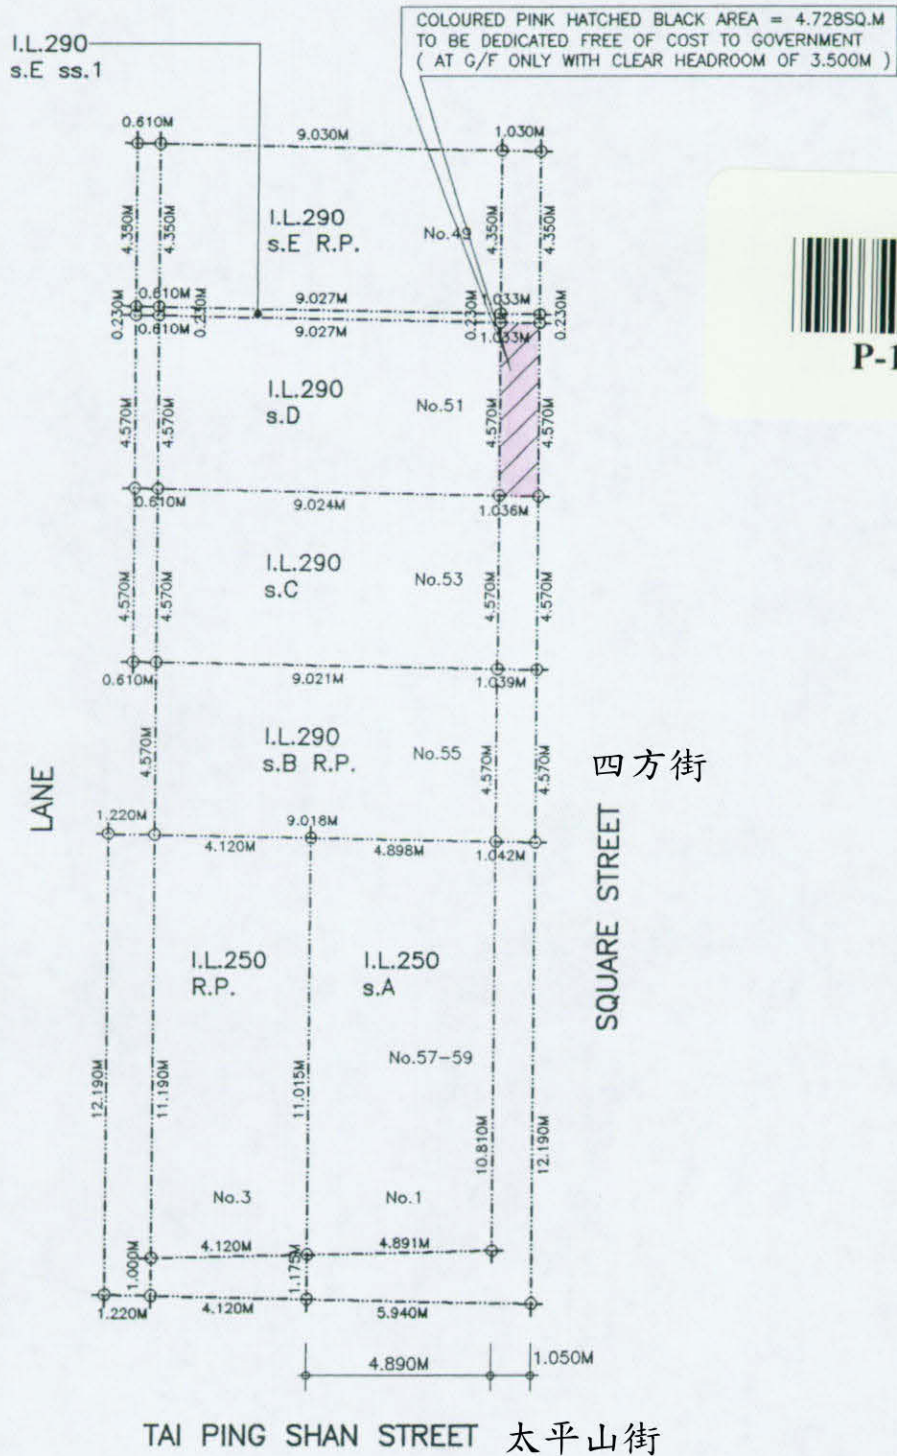 COLOURED PINK HATCHED BLACK AREA = 4.728SQ.M
TO BE DEDICATED FREE OF COST TO GOVERNMENT
( AT G/F ONLY WITH CLEAR HEADROOM OF 3.500M )
I.L.290
s.E ss.1
0.610M
9.030M
1.030M
4.350M
4.350M
I.L.290
s.E R.P.
No.49
4.350M
4.350M
P-1
0.230M
0.610M
0.610M
0.230M
9.027M
9.027M
0.230M
1.033M
1.033M
0.230M
4.570M
4.570M
I.L.290
s.D
No.51
4.570M
4.570M
0.610M
9.024M
1.036M
4.570M
4.570M
I.L.290
s.C
No.53
4.570M
4.570M
0.610M
9.021M
1.039M
4.570M
I.L.290
s.B R.P.
No.55
4.570M
4.570M
四方街
LANE
SQUARE STREET
1.220M
9.018M
4.120M
4.898M
1.042M
I.L.250
R.P.
I.L.250
s.A
No.57-59
12.190M
11.190M
11.015M
10.810M
12.190M
No.3
No.1
1.000M
4.120M
1.175M
4.891M
1.220M
4.120M
5.940M
4.890M
1.050M
TAI PING SHAN STREET 太平山街